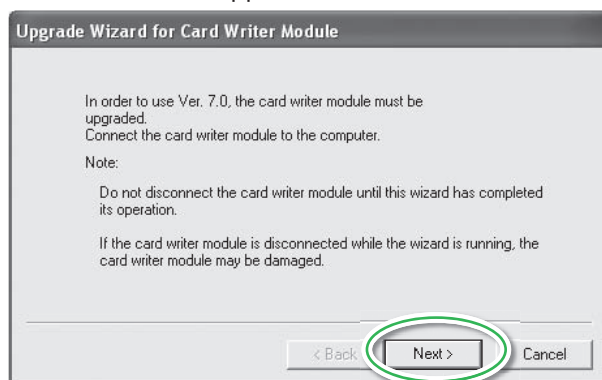 Upgrade Wizard for Card Writer Module
In order to use Ver. 7.0, the card writer module must be
upgraded.
Connect the card writer module to the computer.
Note:
Do not disconnect the card writer module until this wizard has completed
its operation.
If the card writer module is disconnected while the wizard is running, the
card writer module may be damaged.
< Back Next > Cancel